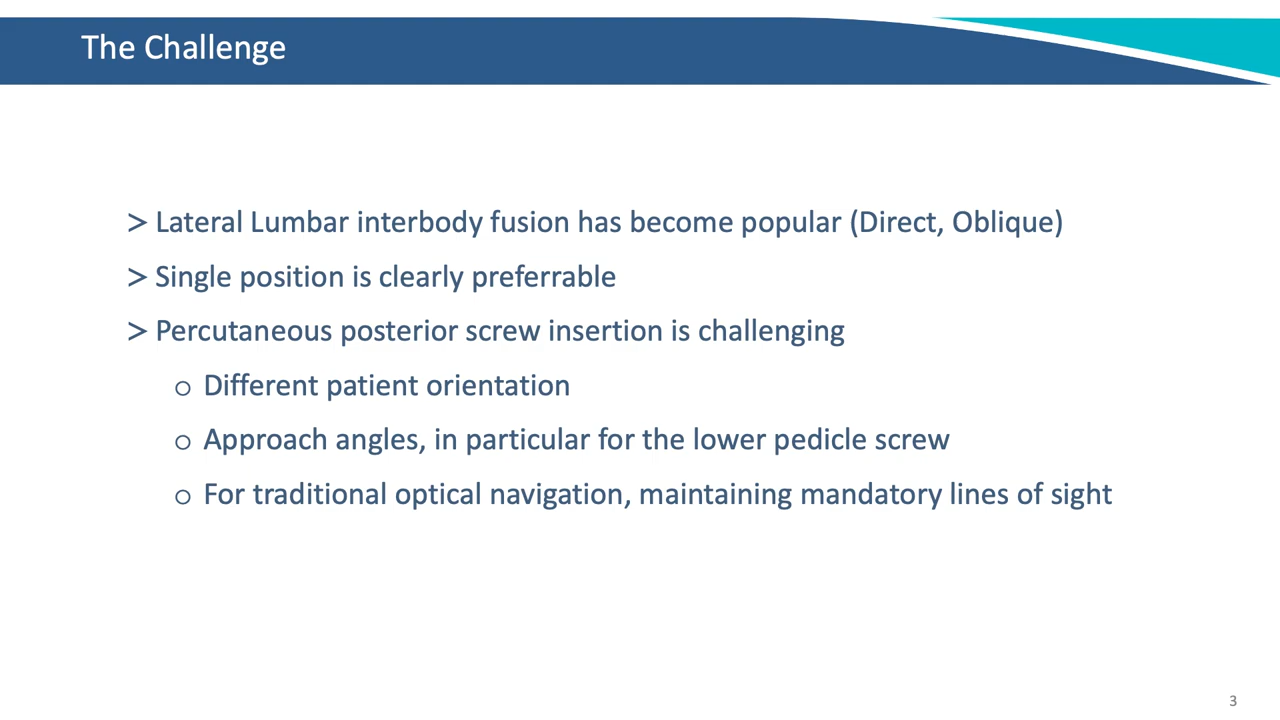 The Challenge
> Lateral Lumbar interbody fusion has become popular (Direct, Oblique)
> Single position is clearly preferrable
> Percutaneous posterior screw insertion is challenging
o Different patient orientation
o Approach angles, in particular for the lower pedicle screw
o For traditional optical navigation, maintaining mandatory lines of sight
3